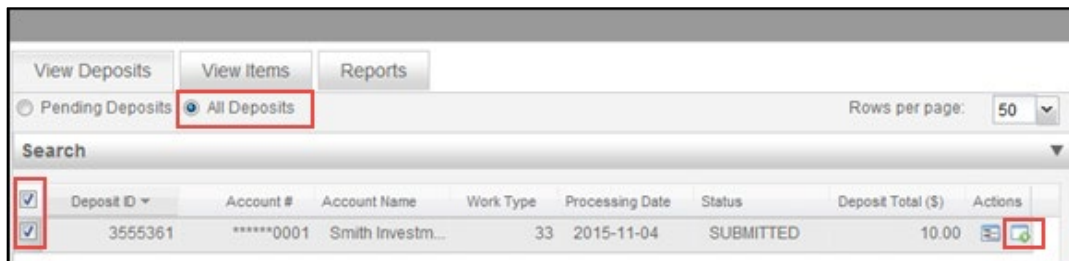 View Deposits View Items Reports
Pending Deposits All Deposits Rows per page: 50
Search
Deposit ID Account # Account Name Work Type Processing Date Status Deposit Total ($) Actions
3555361 ******0001 Smith Investm... 33 2015-11-04 SUBMITTED 10.00